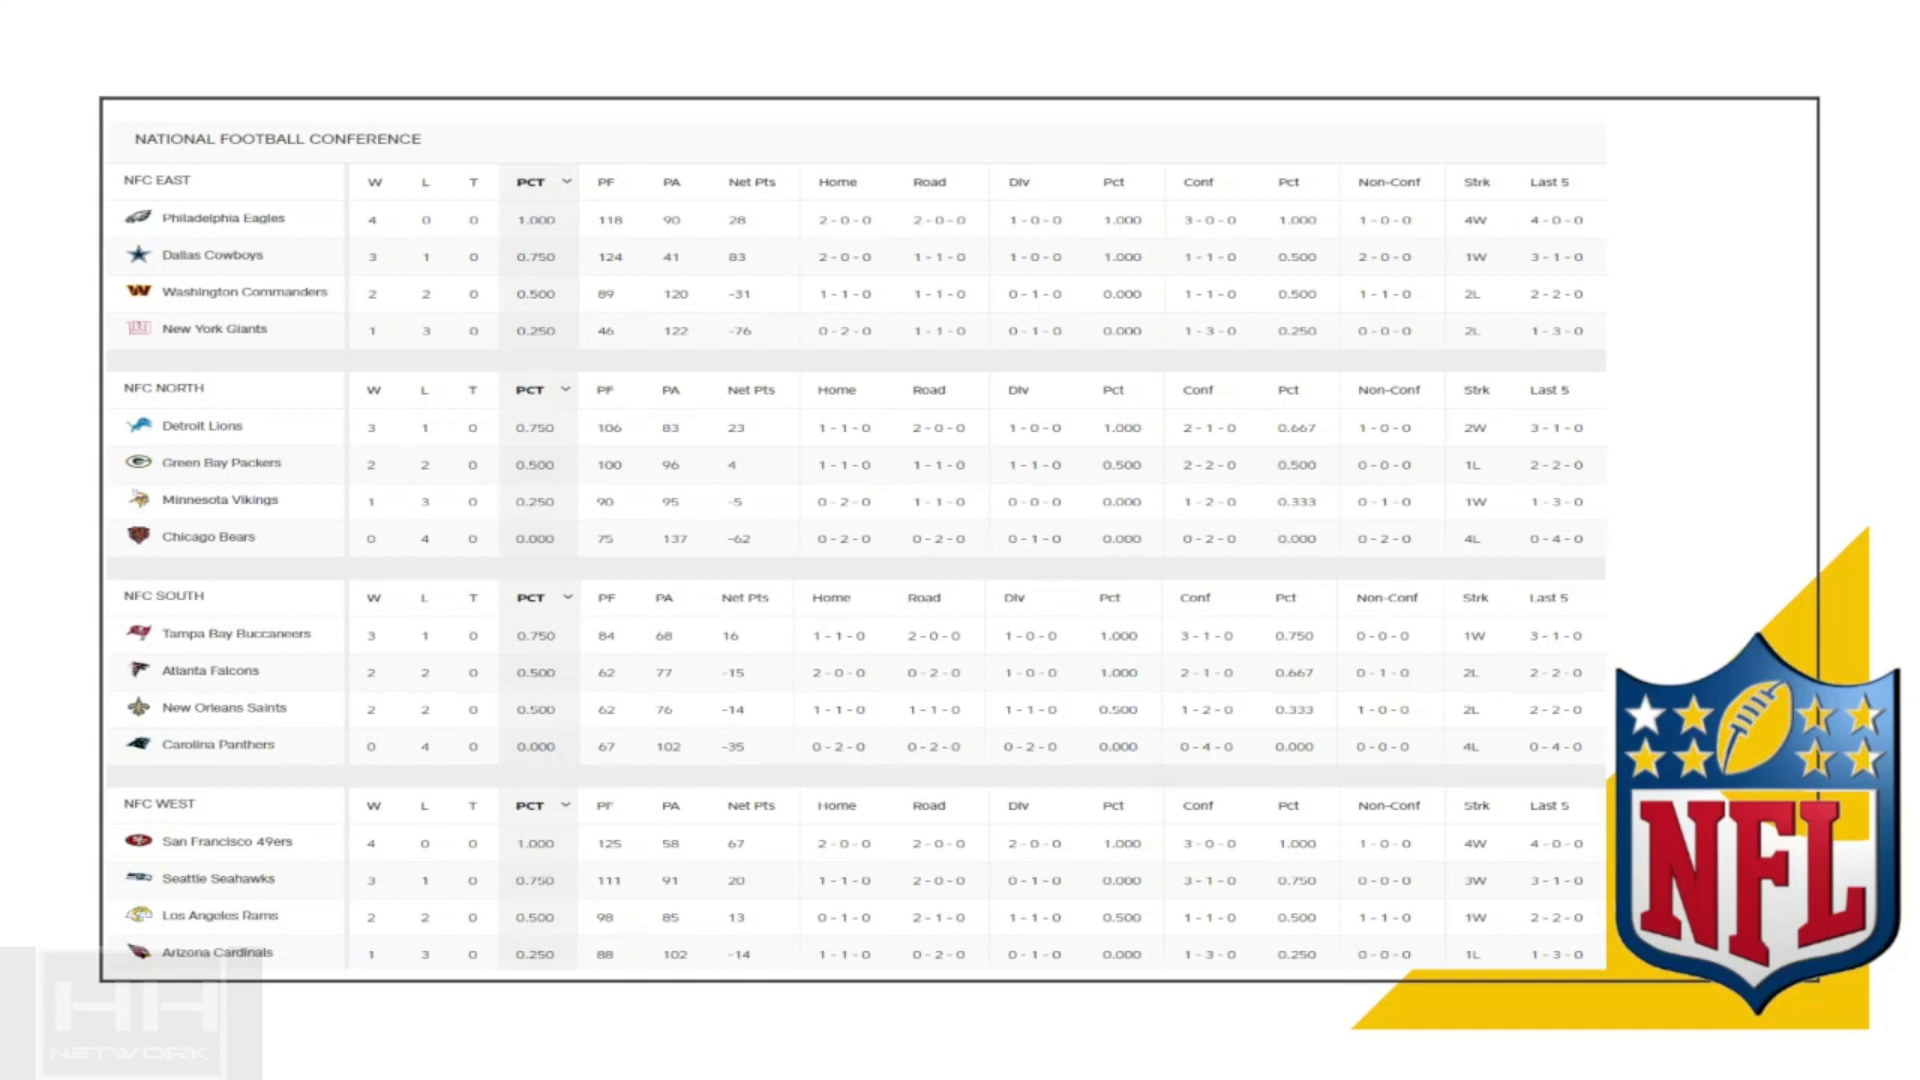 NATIONAL FOOTBALL CONFERENCE
NFC EAST W L T PCT PF PA Net Pts Home Road Div Pct Conf Pct Non-Conf Strk Last 5
Philadelphia Eagles 4 0 0 1.000 118 90 28 2 - 0 - 0 2 - 0 - 0 1 - 0 - 0 1.000 3 - 0 - 0 1.000 1 - 0 - 0 4W 4 - 0 - 0
Dallas Cowboys 3 1 0 0.750 124 41 83 2 - 0 - 0 1 - 1 - 0 1 - 0 - 0 1.000 1 - 1 - 0 0.500 2 - 0 - 0 1W 3 - 1 - 0
Washington Commanders 2 2 0 0.500 89 120 -31 1 - 1 - 0 1 - 1 - 0 0 - 1 - 0 0.000 1 - 1 - 0 0.500 1 - 1 - 0 2L 2 - 2 - 0
New York Giants 1 3 0 0.250 46 122 -76 0 - 2 - 0 1 - 1 - 0 0 - 1 - 0 0.000 1 - 3 - 0 0.250 0 - 0 - 0 2L 1 - 3 - 0
NFC NORTH W L T PCT PF PA Net Pts Home Road Div Pct Conf Pct Non-Conf Strk Last 5
Detroit Lions 3 1 0 0.750 106 83 23 1 - 1 - 0 2 - 0 - 0 1 - 0 - 0 1.000 2 - 1 - 0 0.667 1 - 0 - 0 2W 3 - 1 - 0
Green Bay Packers 2 2 0 0.500 100 96 4 1 - 1 - 0 1 - 1 - 0 1 - 1 - 0 0.500 2 - 2 - 0 0.500 0 - 0 - 0 1L 2 - 2 - 0
Minnesota Vikings 1 3 0 0.250 90 95 -5 0 - 2 - 0 1 - 1 - 0 0 - 0 - 0 0.000 1 - 2 - 0 0.333 0 - 1 - 0 1W 1 - 3 - 0
Chicago Bears 0 4 0 0.000 75 137 -62 0 - 2 - 0 0 - 2 - 0 0 - 1 - 0 0.000 0 - 2 - 0 0.000 0 - 2 - 0 4L 0 - 4 - 0
NFC SOUTH W L T PCT PF PA Net Pts Home Road Div Pct Conf Pct Non-Conf Strk Last 5
Tampa Bay Buccaneers 3 1 0 0.750 84 68 16 1 - 1 - 0 2 - 0 - 0 1 - 0 - 0 1.000 3 - 1 - 0 0.750 0 - 0 - 0 1W 3 - 1 - 0
Atlanta Falcons 2 2 0 0.500 62 77 -15 2 - 0 - 0 0 - 2 - 0 1 - 0 - 0 1.000 2 - 1 - 0 0.667 0 - 1 - 0 2L 2 - 2 - 0
New Orleans Saints 2 2 0 0.500 62 76 -14 1 - 1 - 0 1 - 1 - 0 1 - 1 - 0 0.500 1 - 2 - 0 0.333 1 - 0 - 0 2L 2 - 2 - 0
Carolina Panthers 0 4 0 0.000 67 102 -35 0 - 2 - 0 0 - 2 - 0 0 - 2 - 0 0.000 0 - 4 - 0 0.000 0 - 0 - 0 4L 0 - 4 - 0
NFC WEST W L T PCT PF PA Net Pts Home Road Div Pct Conf Pct Non-Conf Strk Last 5
San Francisco 49ers 4 0 0 1.000 125 58 67 2 - 0 - 0 2 - 0 - 0 2 - 0 - 0 1.000 3 - 0 - 0 1.000 1 - 0 - 0 4W 4 - 0 - 0
Seattle Seahawks 3 1 0 0.750 111 91 20 1 - 1 - 0 2 - 0 - 0 0 - 1 - 0 0.000 3 - 1 - 0 0.750 0 - 0 - 0 3W 3 - 1 - 0
Los Angeles Rams 2 2 0 0.500 98 85 13 0 - 1 - 0 2 - 1 - 0 1 - 1 - 0 0.500 1 - 1 - 0 0.500 1 - 1 - 0 1W 2 - 2 - 0
Arizona Cardinals 1 3 0 0.250 88 102 -14 1 - 1 - 0 0 - 2 - 0 0 - 1 - 0 0.000 1 - 3 - 0 0.250 0 - 0 - 0 1L 1 - 3 - 0
NFL
HH
NETWORK